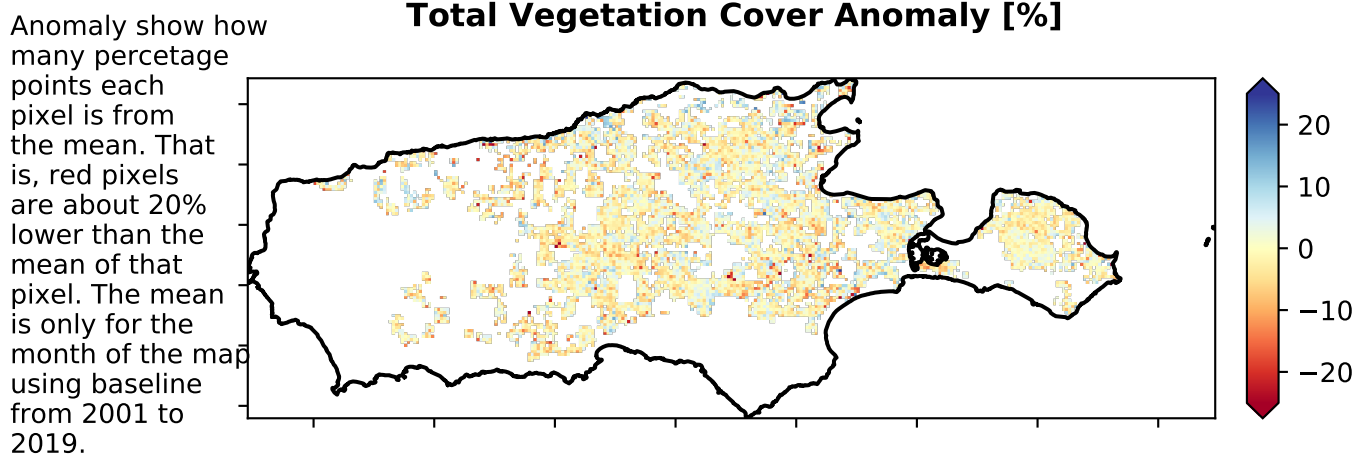 Total Vegetation Cover Anomaly [%]
Anomaly show how
many percetage
points each
pixel is from
the mean. That
is, red pixels
are about 20%
lower than the
mean of that
pixel. The mean
is only for the
month of the map
using baseline
from 2001 to
2019.
20
10
0
−10
−20